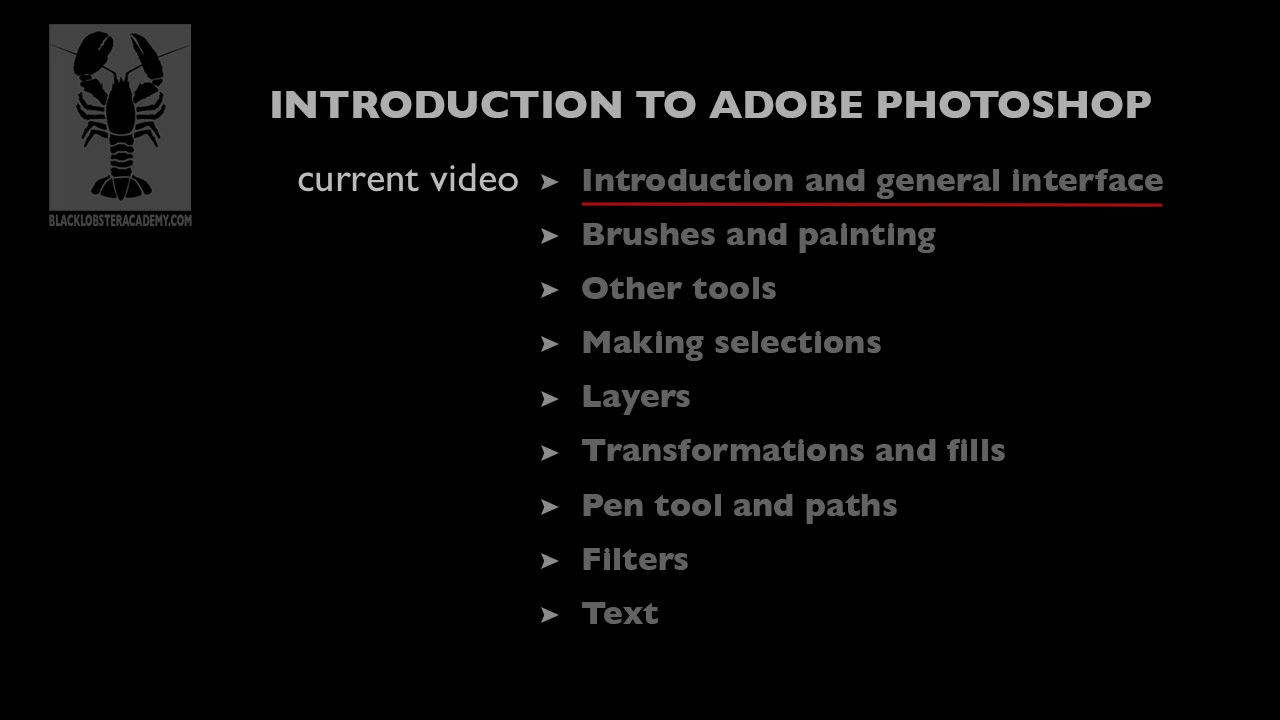 INTRODUCTION TO ADOBE PHOTOSHOP
current video ➤ Introduction and general interface
➤ Brushes and painting
➤ Other tools
➤ Making selections
➤ Layers
➤ Transformations and fills
➤ Pen tool and paths
➤ Filters
➤ Text
BLACKLOBSTERACADEMY.COM